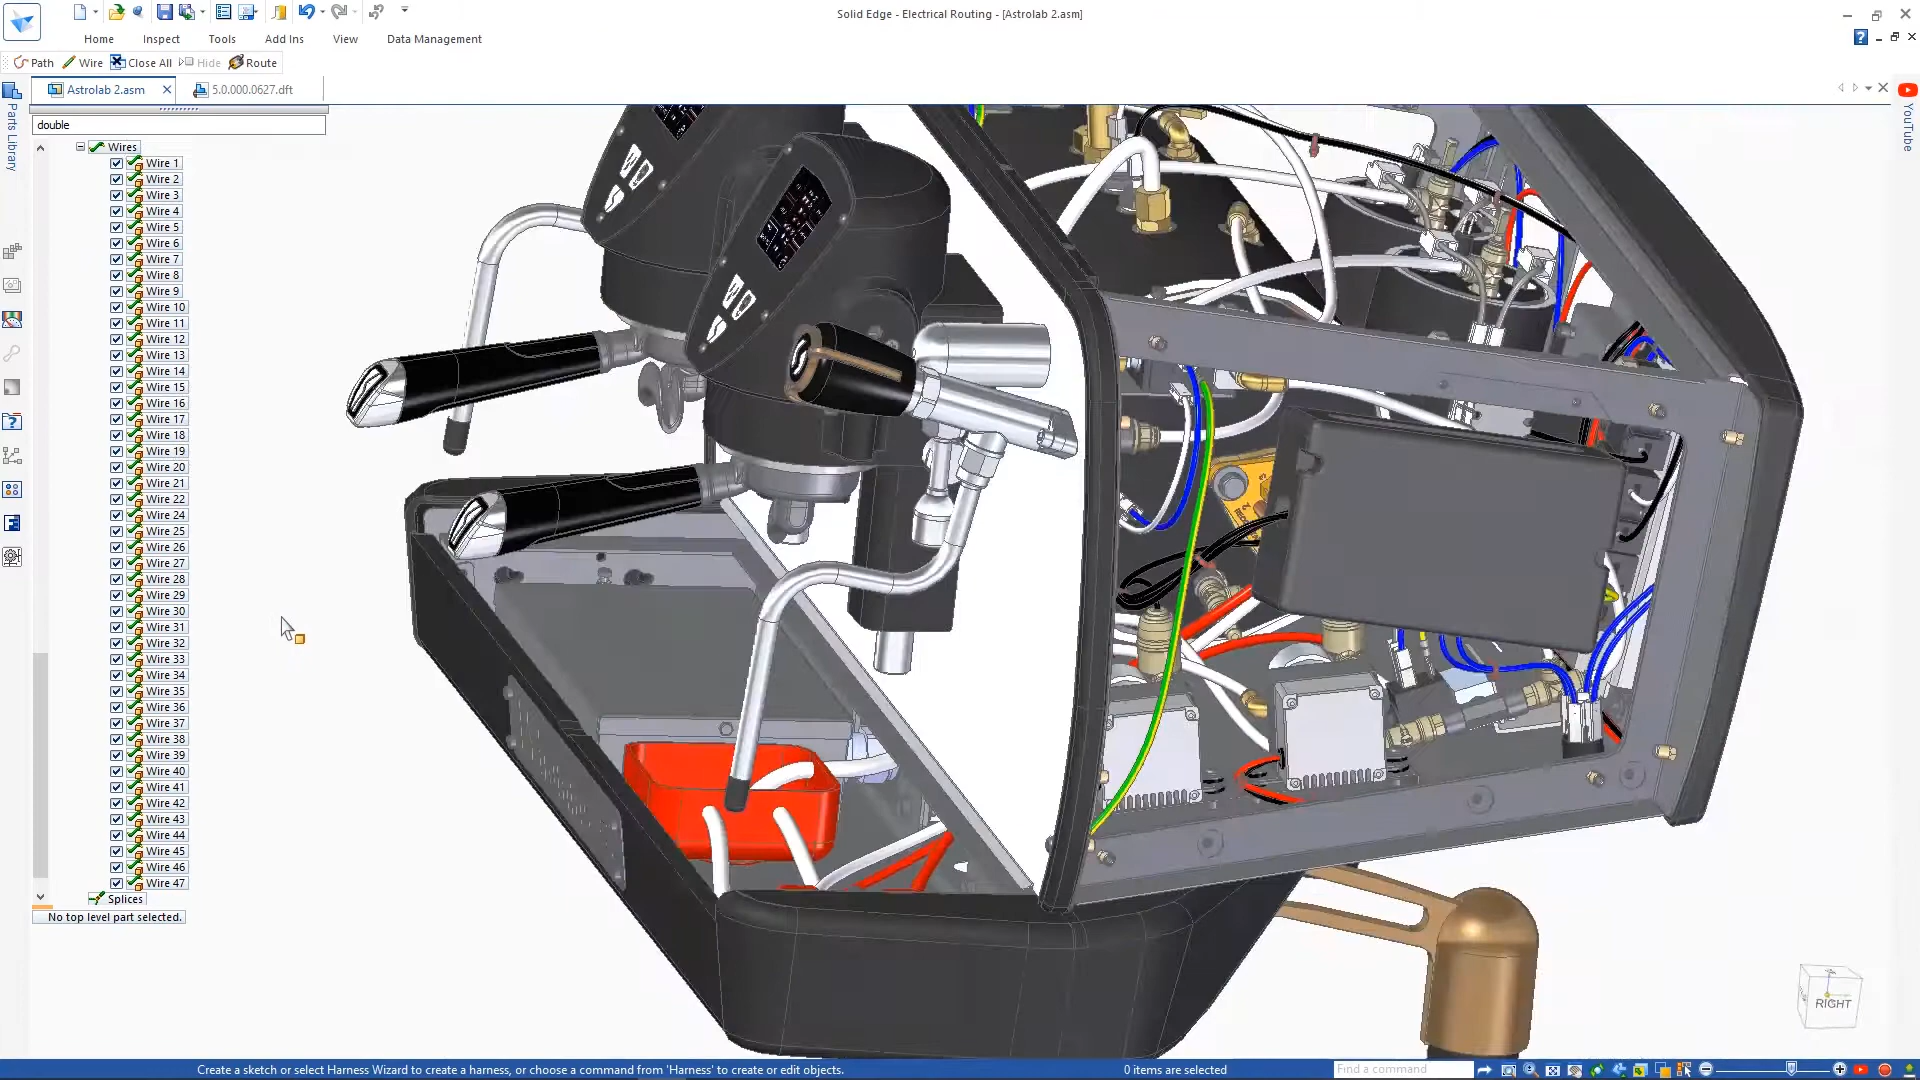 Solid Edge - Electrical Routing - [Astrolab 2.asm]
Home Inspect Tools Add Ins View Data Management
Path Wire Close All Hide Route
Astrolab 2.asm 5.0.000.0627.dft
Parts Library
YouTube
double
Wires
Wire 1
Wire 2
Wire 3
Wire 4
Wire 5
Wire 6
Wire 7
Wire 8
Wire 9
Wire 10
Wire 11
Wire 12
Wire 13
Wire 14
Wire 15
Wire 16
Wire 17
Wire 18
Wire 19
Wire 20
Wire 21
Wire 22
Wire 24
Wire 25
Wire 26
Wire 27
Wire 28
Wire 29
Wire 30
Wire 31
Wire 32
Wire 33
Wire 34
Wire 35
Wire 36
Wire 37
Wire 38
Wire 39
Wire 40
Wire 41
Wire 42
Wire 43
Wire 44
Wire 45
Wire 46
Wire 47
Splices
No top level part selected.
RIGHT
Create a sketch or select Harness Wizard to create a harness, or choose a command from 'Harness' to create or edit objects.
0 items are selected
Find a command